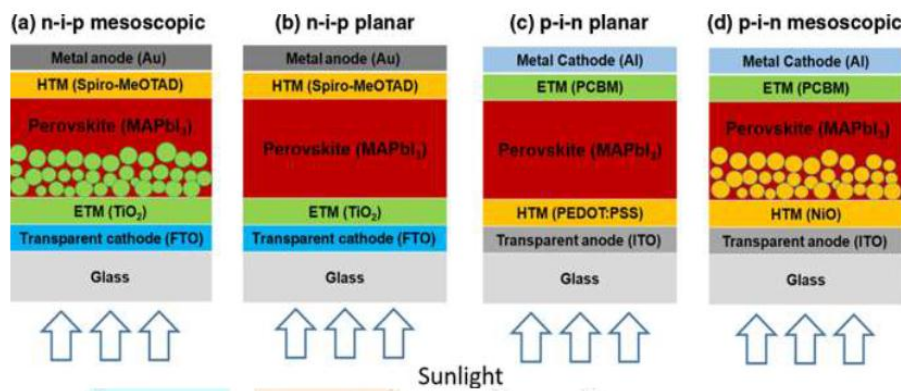 (a) n-i-p mesoscopic
Metal anode (Au)
HTM (Spiro-MeOTAD)
Perovskite (MAPbI₃)
ETM (TiO₂)
Transparent cathode (FTO)
Glass
(b) n-i-p planar
Metal anode (Au)
HTM (Spiro-MeOTAD)
Perovskite (MAPbI₃)
ETM (TiO₂)
Transparent cathode (FTO)
Glass
(c) p-i-n planar
Metal Cathode (Al)
ETM (PCBM)
Perovskite (MAPbI₃)
HTM (PEDOT:PSS)
Transparent anode (ITO)
Glass
(d) p-i-n mesoscopic
Metal Cathode (Al)
ETM (PCBM)
Perovskite (MAPbI₃)
HTM (NiO)
Transparent anode (ITO)
Glass
Sunlight